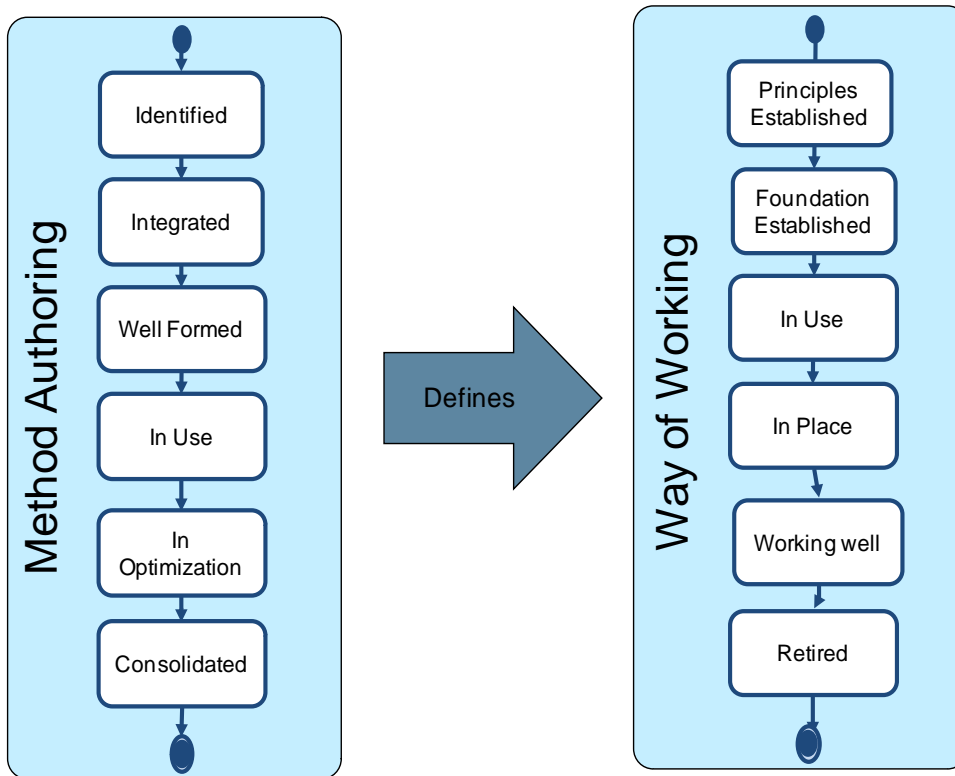 Method Authoring
Identified
Integrated
Well Formed
In Use
In
Optimization
Consolidated
Defines
Way of Working
Principles
Established
Foundation
Established
In Use
In Place
Working well
Retired